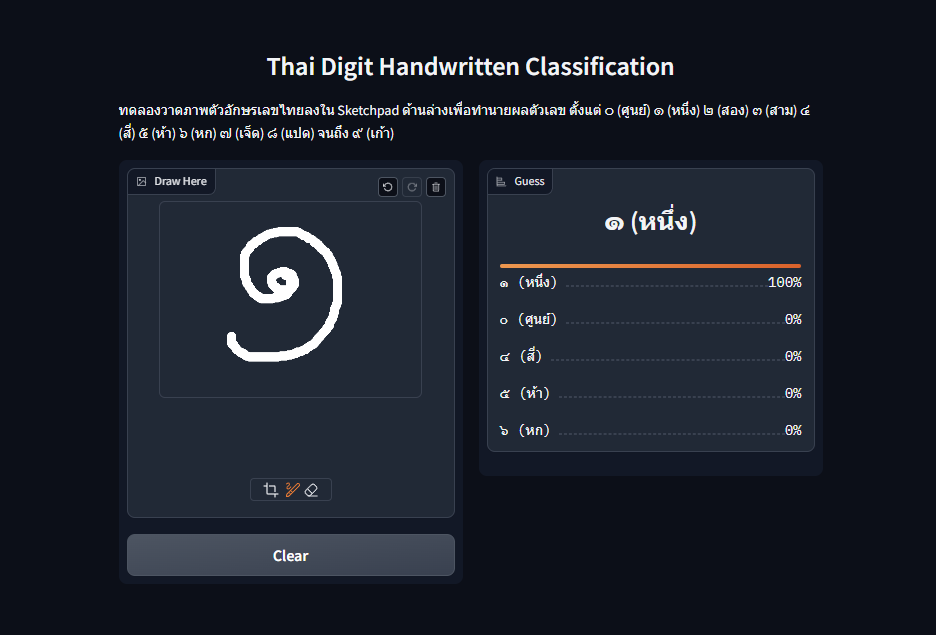 Thai Digit Handwritten Classification
ทดลองวาดภาพตัวอักษรเลขไทยลงใน Sketchpad ด้านล่างเพื่อทำนายผลตัวเลข ตั้งแต่ ๐ (ศูนย์) ๑ (หนึ่ง) ๒ (สอง) ๓ (สาม) ๔
(สี่) ๕ (ห้า) ๖ (หก) ๗ (เจ็ด) ๘ (แปด) จนถึง ๙ (เก้า)
Draw Here
๑
Clear
Guess
๑ (หนึ่ง)
๑ (หนึ่ง) 100%
๐ (ศูนย์) 0%
๔ (สี่) 0%
๕ (ห้า) 0%
๖ (หก) 0%